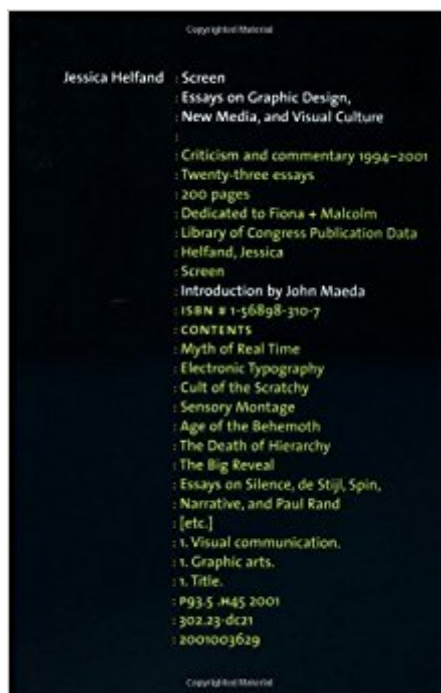 Copyrighted Material
Jessica Helfand : Screen
: Essays on Graphic Design,
: New Media, and Visual Culture
:
: Criticism and commentary 1994–2001
: Twenty-three essays
: 200 pages
: Dedicated to Fiona + Malcolm
: Library of Congress Publication Data
: Helfand, Jessica
: Screen
: Introduction by John Maeda
: ISBN # 1-56898-310-7
: CONTENTS
: Myth of Real Time
: Electronic Typography
: Cult of the Scratchy
: Sensory Montage
: Age of the Behemoth
: The Death of Hierarchy
: The Big Reveal
: Essays on Silence, de Stijl, Spin,
: Narrative, and Paul Rand
: [etc.]
: 1. Visual communication.
: 1. Graphic arts.
: 1. Title.
: P93.5 .H45 2001
: 302.23-dc21
: 2001003629
Copyrighted Material